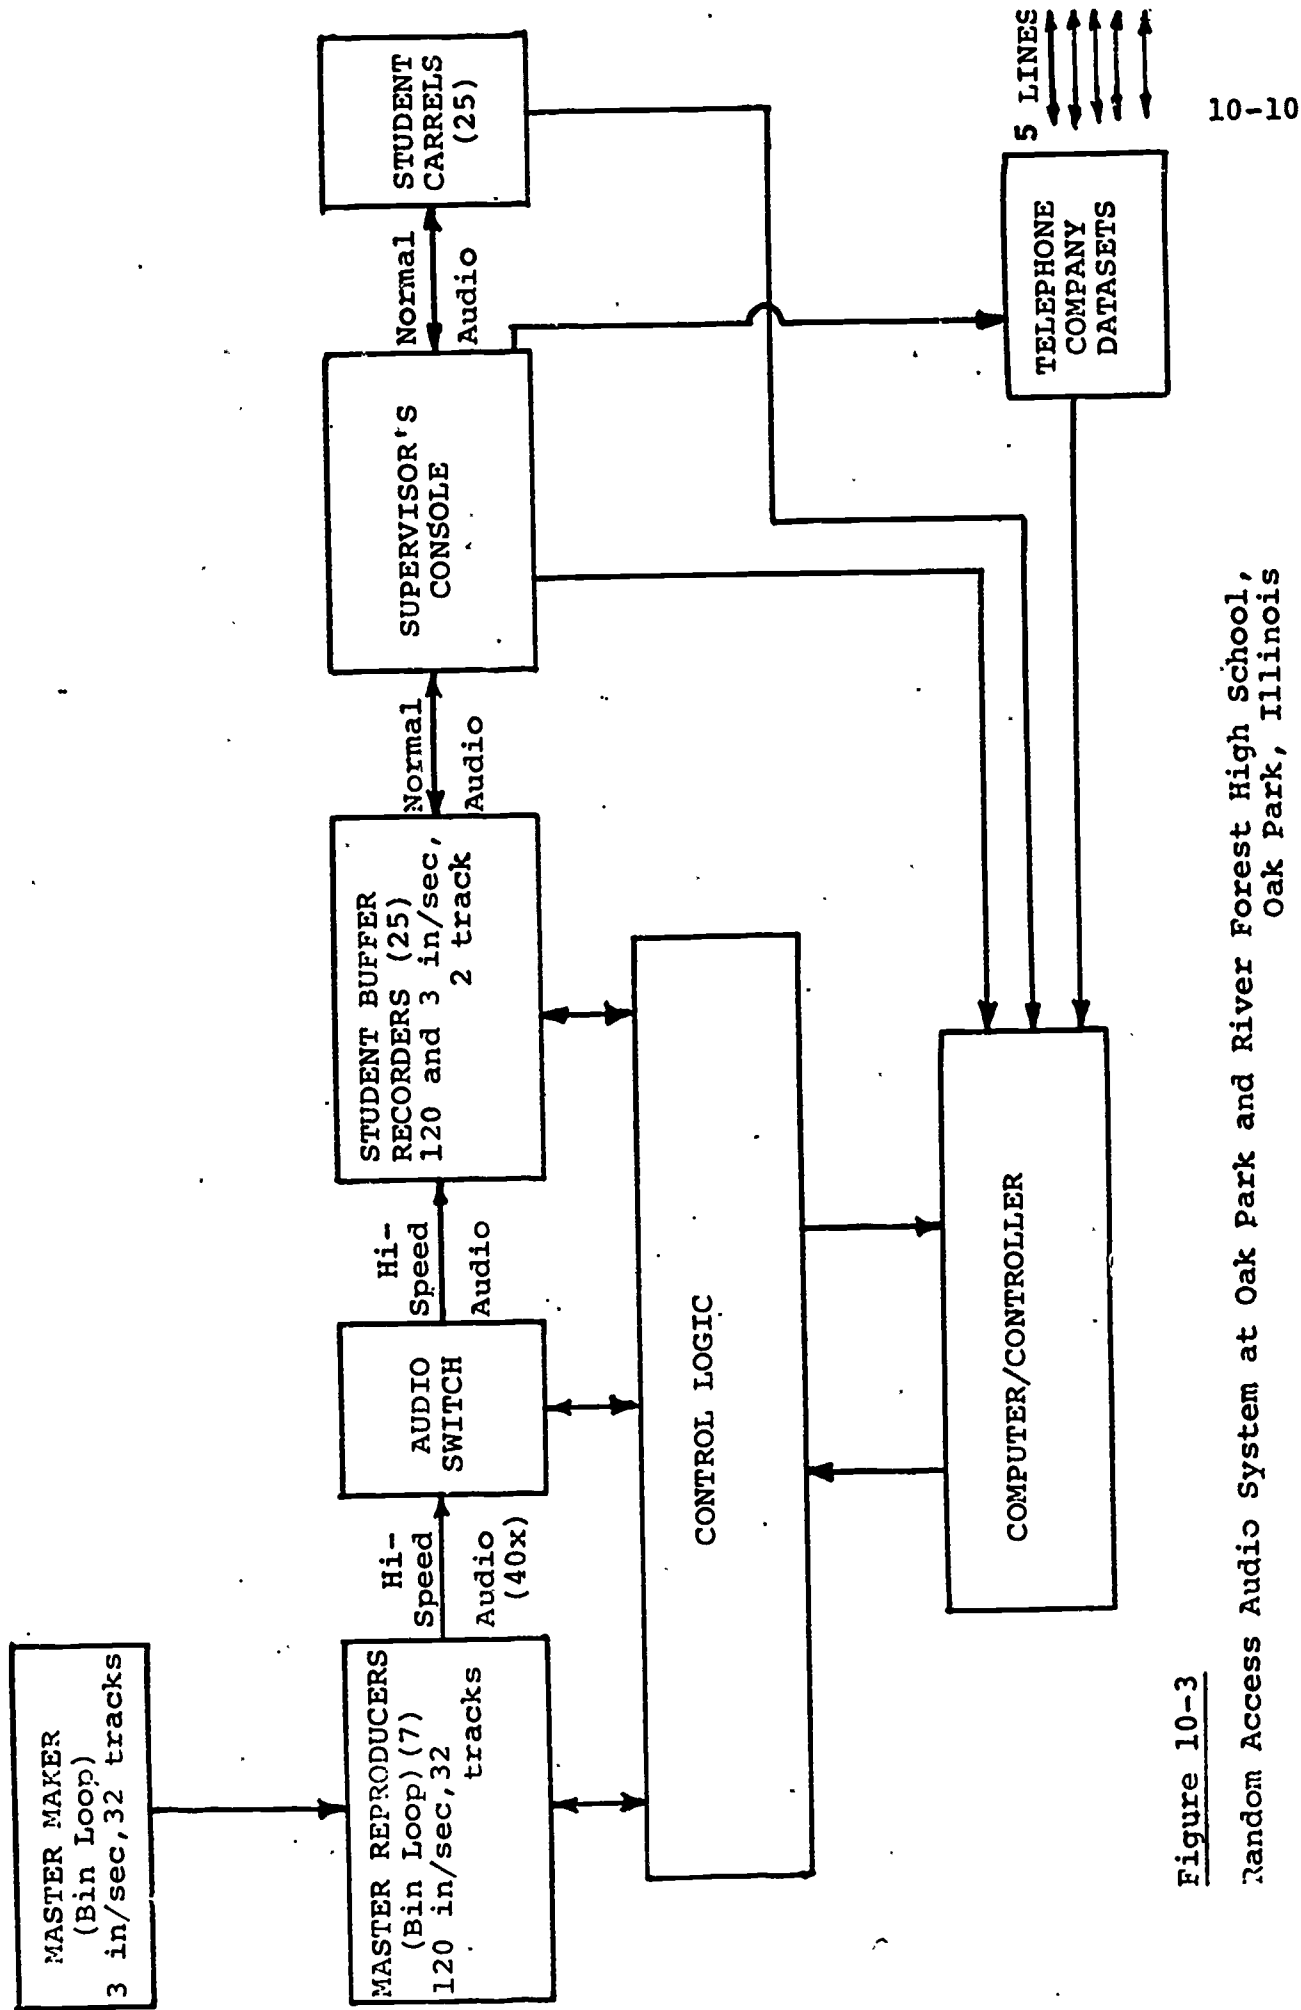 MASTER MAKER
(Bin Loop)
3 in/sec,32 tracks
MASTER REPRODUCERS
(Bin Loop)(7)
120 in/sec,32
tracks
Hi-
Speed
Audio
(40x)
AUDIO
SWITCH
Hi-
Speed
Audio
STUDENT BUFFER
RECORDERS (25)
120 and 3 in/sec,
2 track
Normal
Audio
SUPERVISOR'S
CONSOLE
Normal
Audio
STUDENT
CARRELS
(25)
CONTROL LOGIC
COMPUTER/CONTROLLER
TELEPHONE
COMPANY
DATASETS
5 LINES
Figure 10-3
Random Access Audio System at Oak Park and River Forest High School,
Oak Park, Illinois
10-10